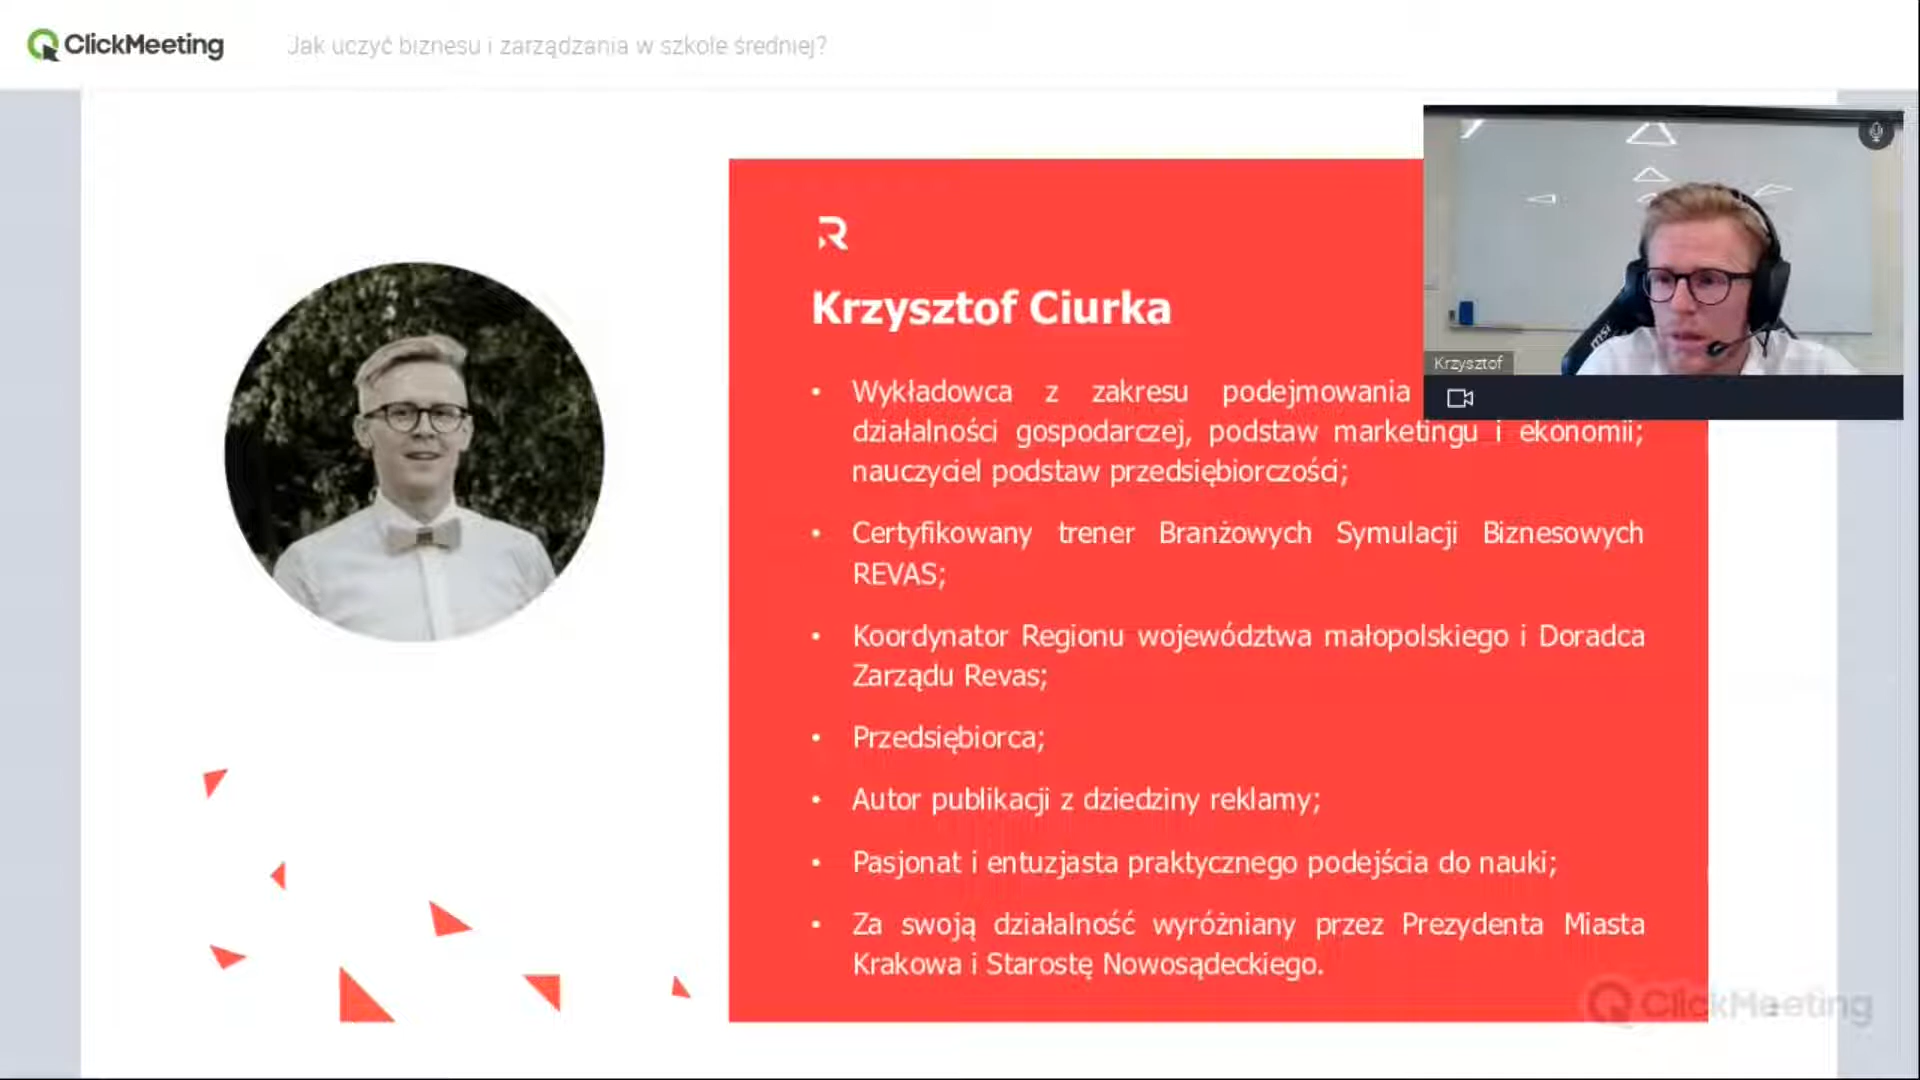 ClickMeeting
Jak uczyć biznesu i zarządzania w szkole średniej?
Krzysztof Ciurka
• Wykładowca z zakresu podejmowania
działalności gospodarczej, podstaw marketingu i ekonomii;
nauczyciel podstaw przedsiębiorczości;
• Certyfikowany trener Branżowych Symulacji Biznesowych
REVAS;
• Koordynator Regionu województwa małopolskiego i Doradca
Zarządu Revas;
• Przedsiębiorca;
• Autor publikacji z dziedziny reklamy;
• Pasjonat i entuzjasta praktycznego podejścia do nauki;
• Za swoją działalność wyróżniany przez Prezydenta Miasta
Krakowa i Starostę Nowosądeckiego.
msi
Krzysztof
ClickMeeting